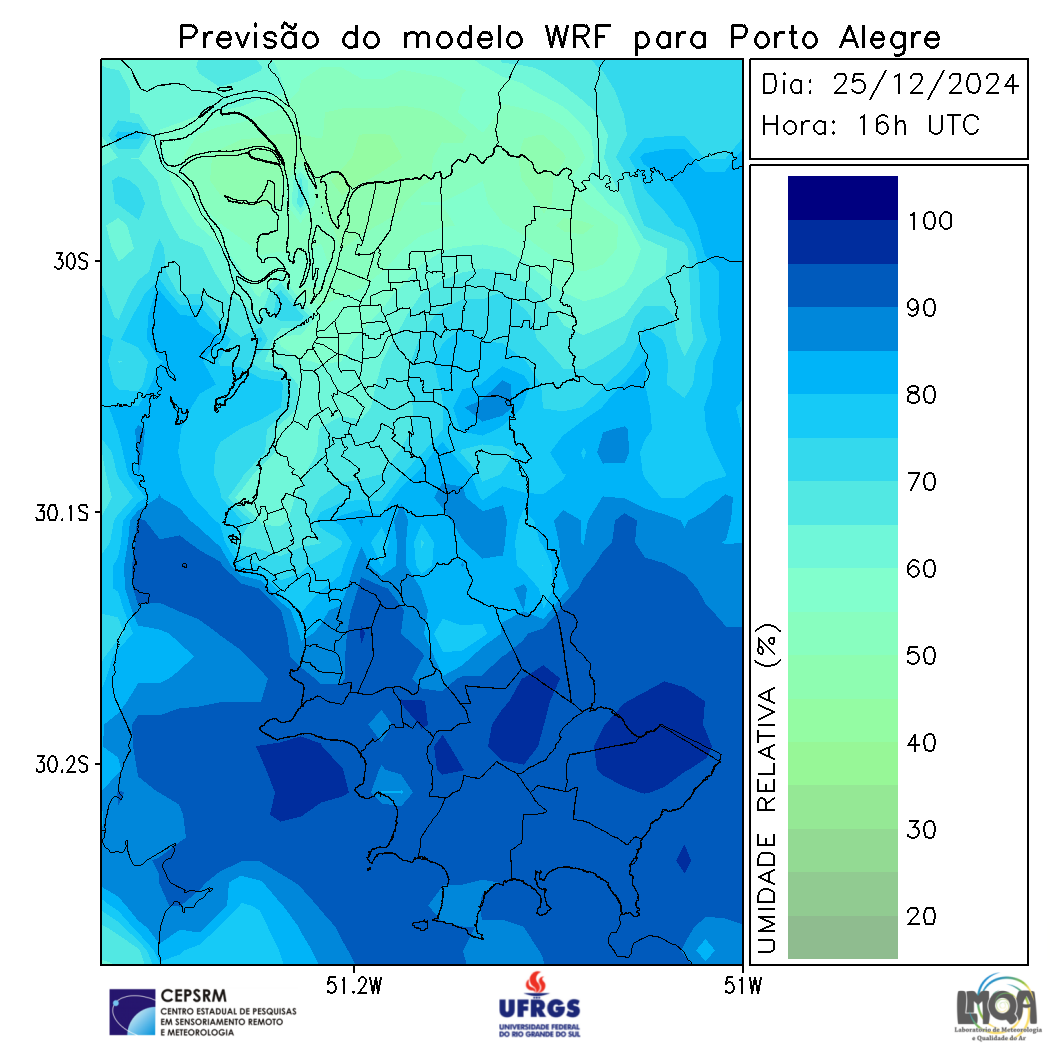 Previsão do modelo WRF para Porto Alegre
Dia: 25/12/2024
Hora: 16h UTC
30S
30.1S
30.2S
51.2W
51W
UMIDADE RELATIVA (%)
100
90
80
70
60
50
40
30
20
CEPSRM
CENTRO ESTADUAL DE PESQUISAS
EM SENSORIAMENTO REMOTO
E METEOROLOGIA
UFRGS
UNIVERSIDADE FEDERAL
DO RIO GRANDE DO SUL
LMQA
Laboratório de Meteorologia
e Qualidade do Ar